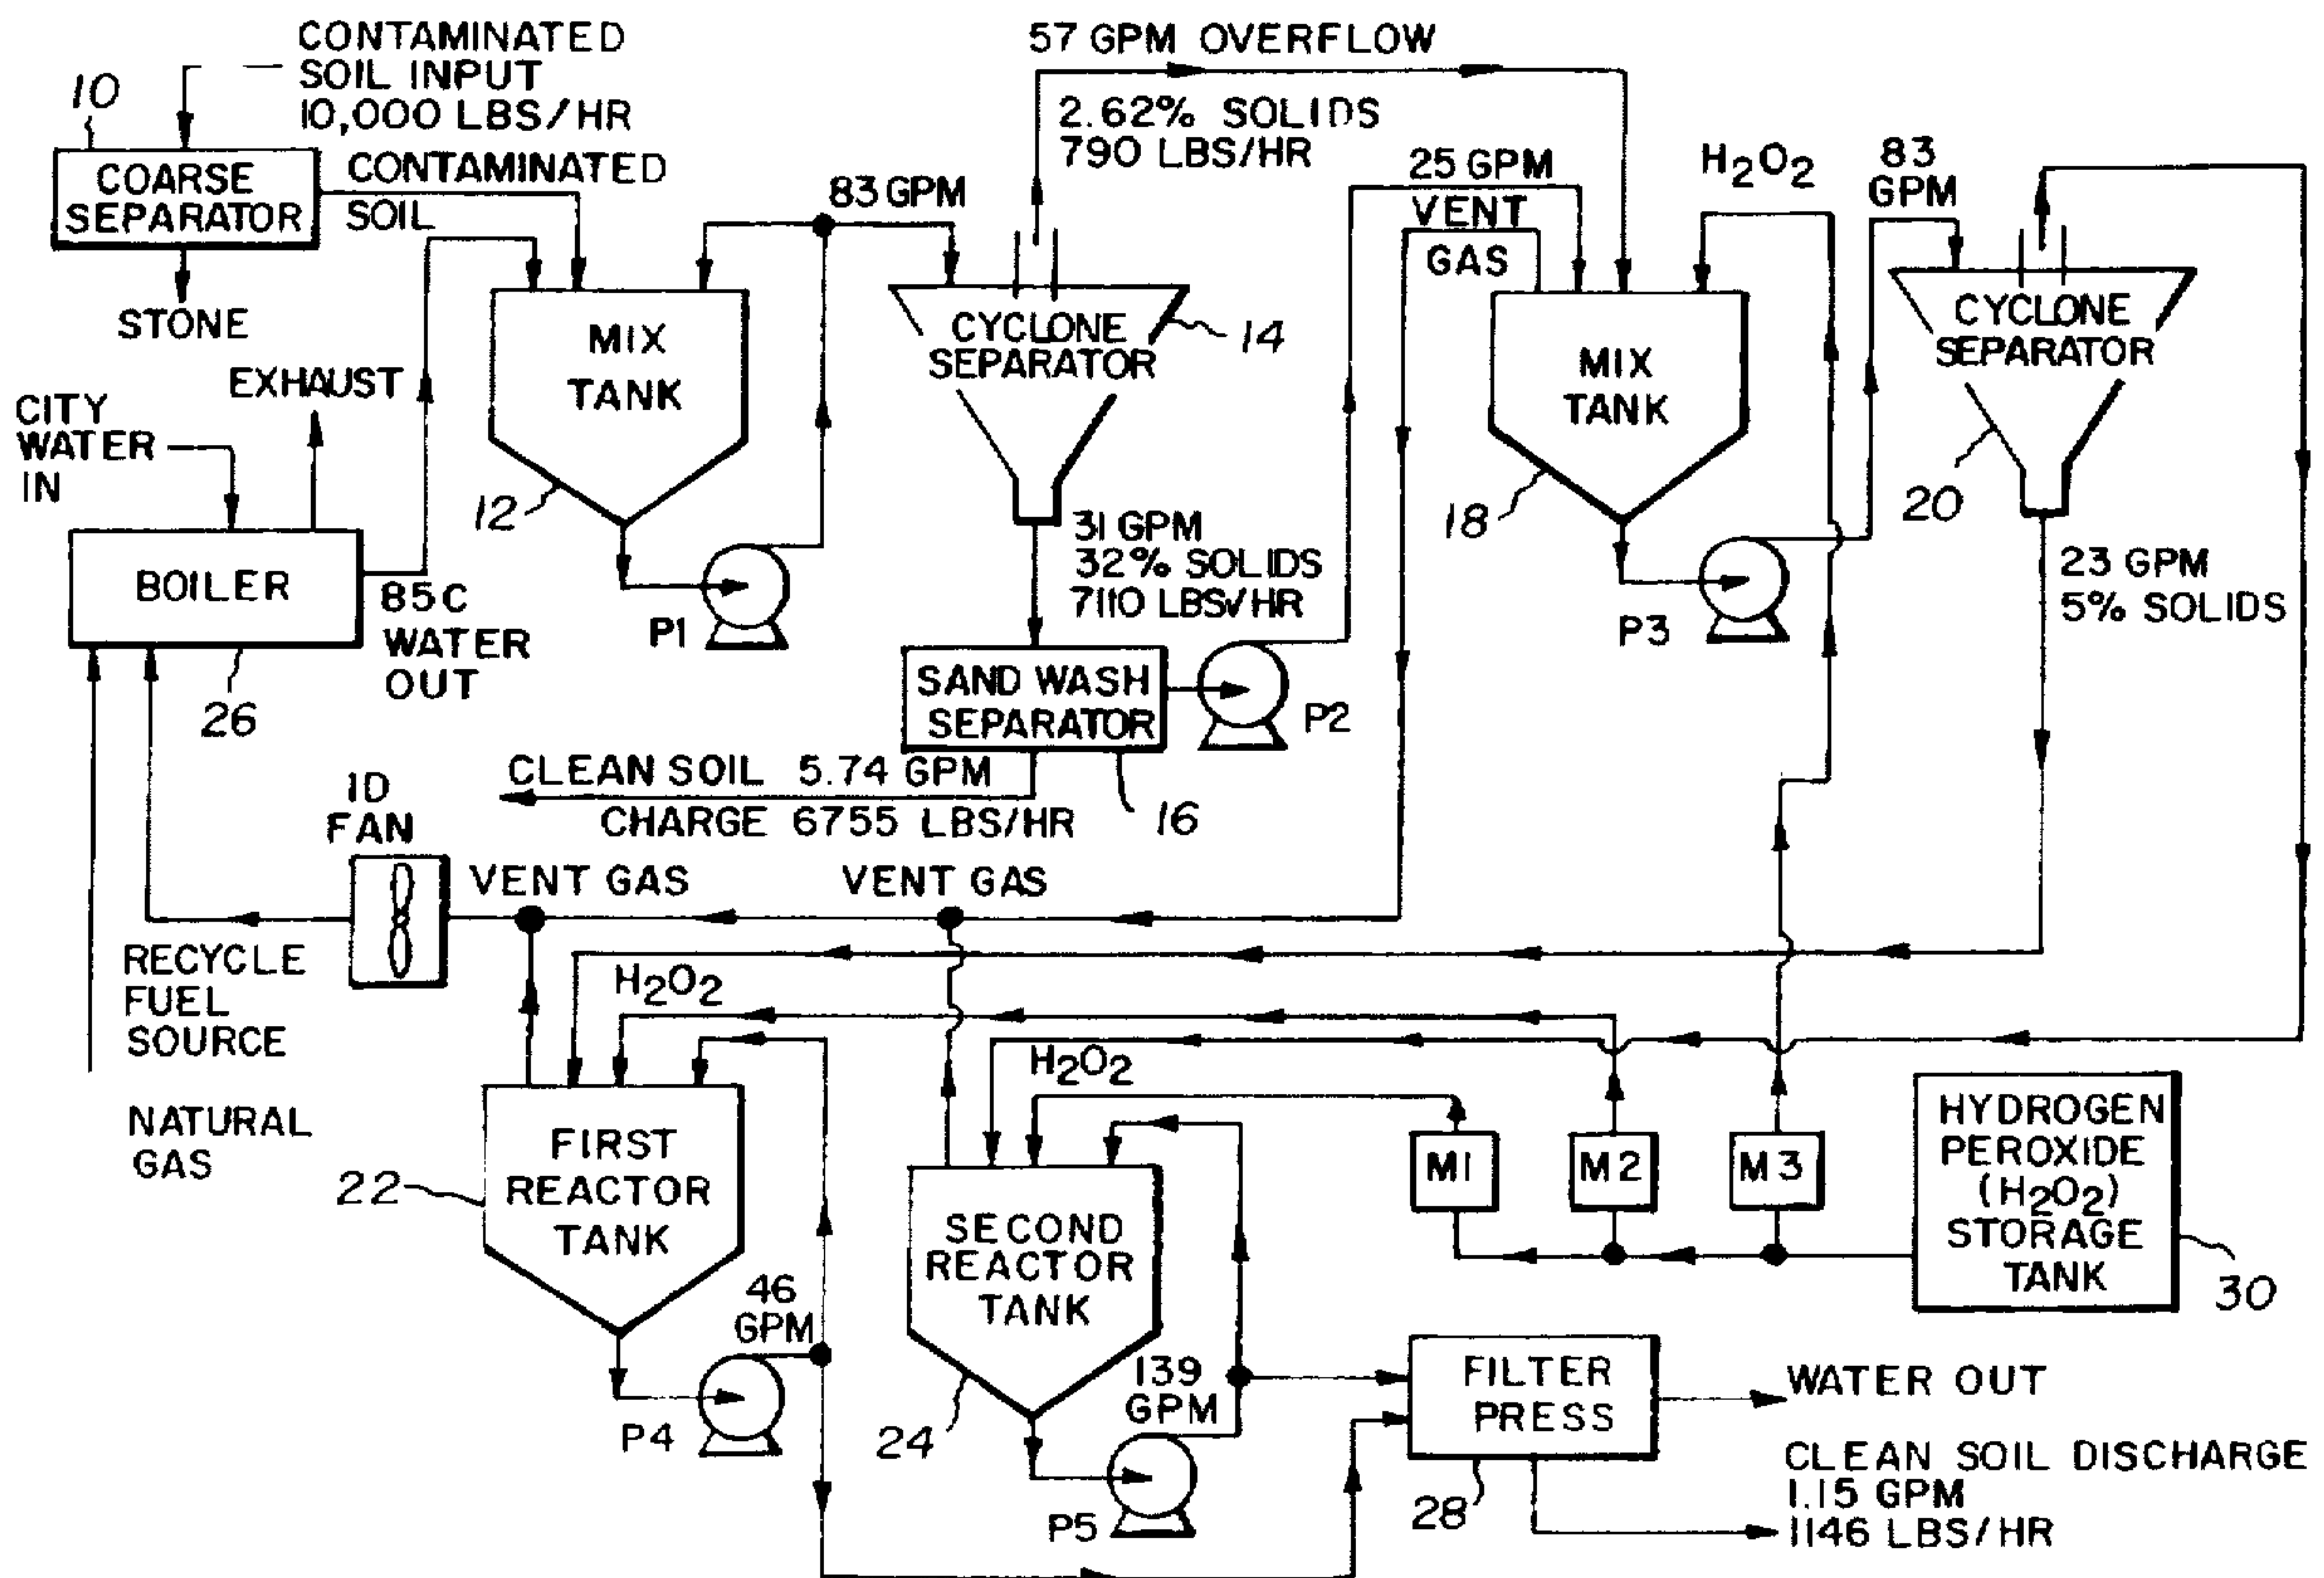 CONTAMINATED
SOIL INPUT
10,000 LBS/HR
10
COARSE
SEPARATOR
CONTAMINATED
SOIL
STONE
57 GPM OVERFLOW
2.62% SOLIDS
790 LBS/HR
83 GPM
25 GPM
VENT
GAS
H2O2
83
GPM
MIX
TANK
12
P1
CYCLONE
SEPARATOR
14
MIX
TANK
18
P3
CYCLONE
SEPARATOR
20
EXHAUST
CITY
WATER
IN
BOILER
26
85C
WATER
OUT
31 GPM
32% SOLIDS
7110 LBS/HR
23 GPM
5% SOLIDS
SAND WASH
SEPARATOR
16
P2
CLEAN SOIL 5.74 GPM
CHARGE 6755 LBS/HR
ID
FAN
VENT GAS
VENT GAS
RECYCLE
FUEL
SOURCE
NATURAL
GAS
H2O2
H2O2
FIRST
REACTOR
TANK
22
46
GPM
P4
SECOND
REACTOR
TANK
24
139
GPM
P5
M1
M2
M3
HYDROGEN
PEROXIDE
(H2O2)
STORAGE
TANK
30
FILTER
PRESS
28
WATER OUT
CLEAN SOIL DISCHARGE
1.15 GPM
1146 LBS/HR